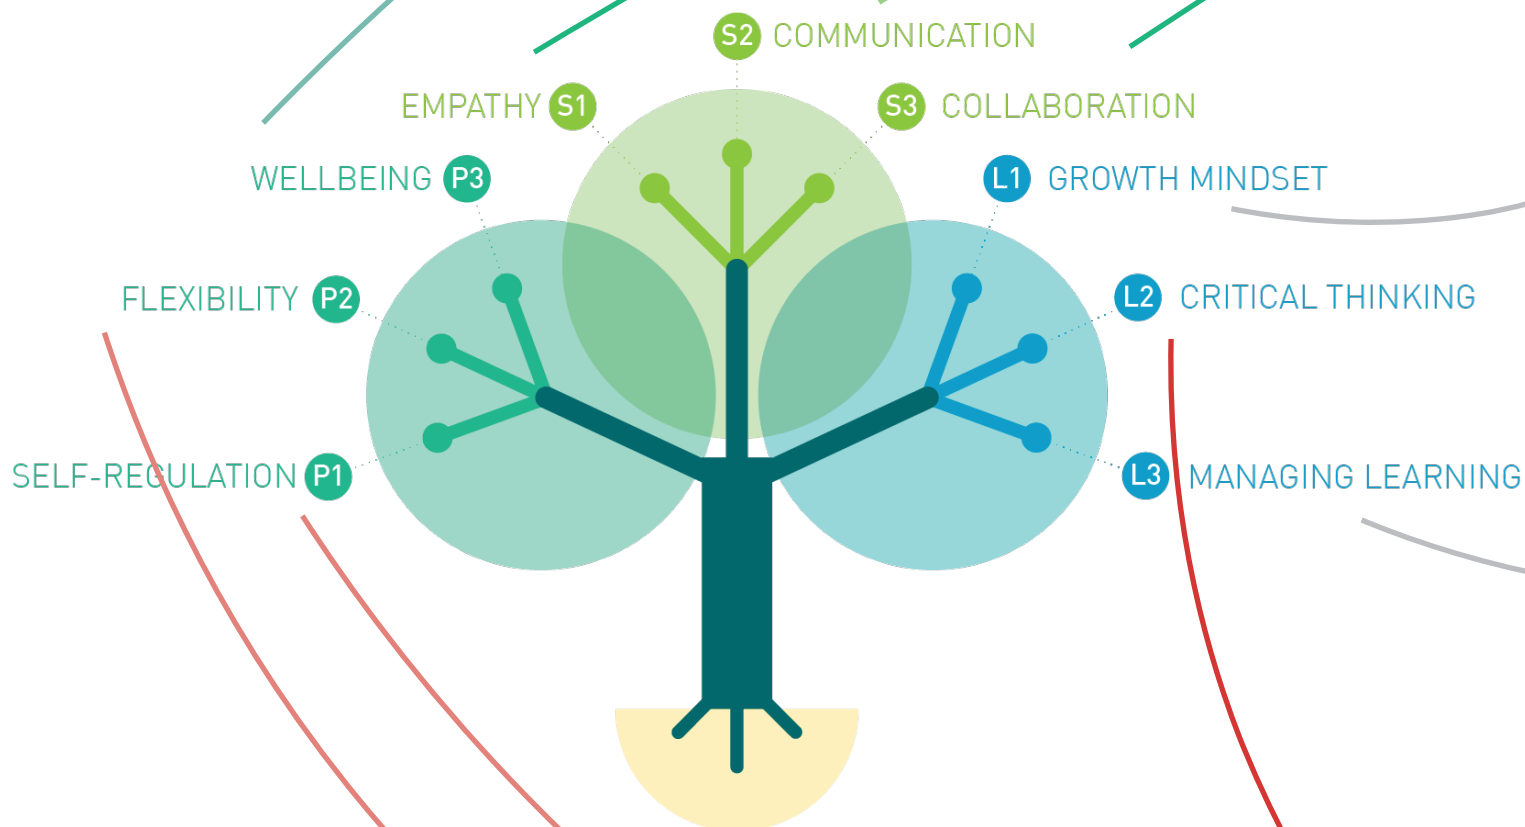 S2 COMMUNICATION
EMPATHY S1
S3 COLLABORATION
WELLBEING P3
L1 GROWTH MINDSET
FLEXIBILITY P2
L2 CRITICAL THINKING
SELF-REGULATION P1
L3 MANAGING LEARNING